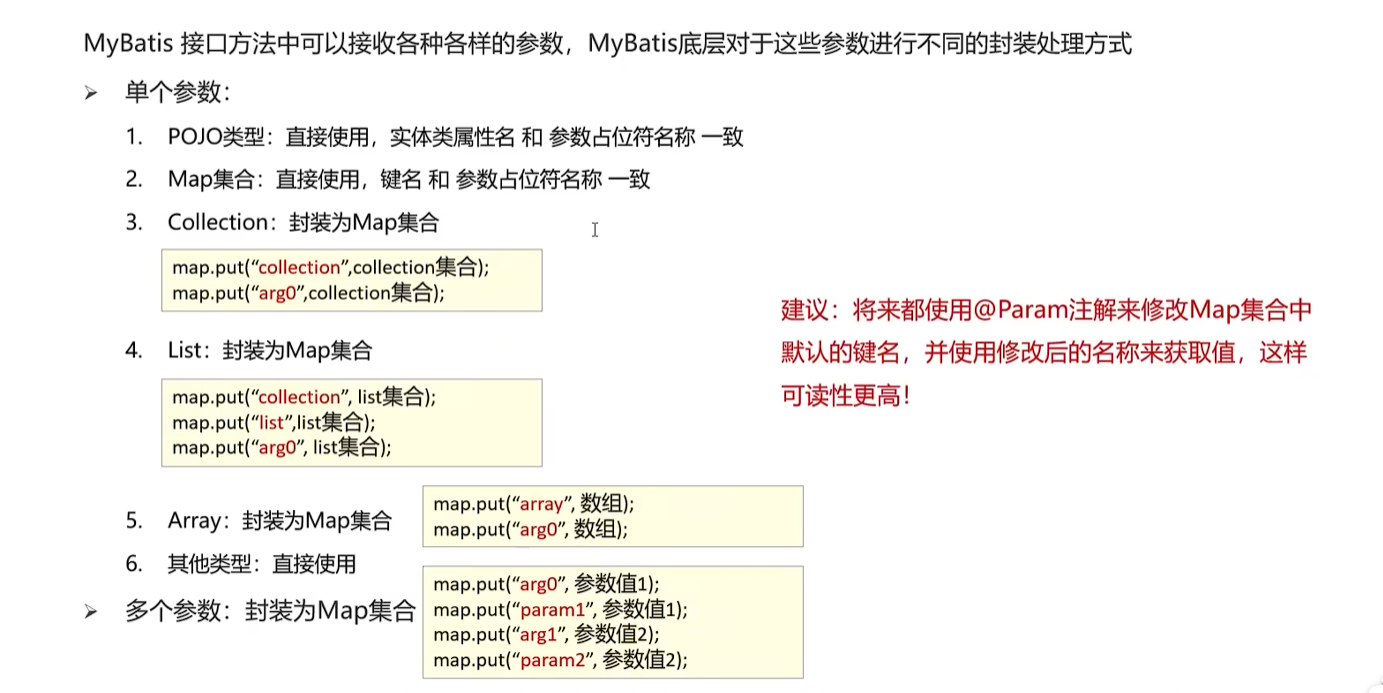 MyBatis 接口方法中可以接收各种各样的参数，MyBatis底层对于这些参数进行不同的封装处理方式
➢ 单个参数：
1. POJO类型：直接使用，实体类属性名 和 参数占位符名称 一致
2. Map集合：直接使用，键名 和 参数占位符名称 一致
3. Collection：封装为Map集合
map.put(“collection”,collection集合);
map.put(“arg0”,collection集合);
4. List：封装为Map集合
map.put(“collection”, list集合);
map.put(“list”,list集合);
map.put(“arg0”, list集合);
5. Array：封装为Map集合
map.put(“array”, 数组);
map.put(“arg0”, 数组);
6. 其他类型：直接使用
➢ 多个参数：封装为Map集合
map.put(“arg0”, 参数值1);
map.put(“param1”, 参数值1);
map.put(“arg1”, 参数值2);
map.put(“param2”, 参数值2);
建议：将来都使用@Param注解来修改Map集合中
默认的键名，并使用修改后的名称来获取值，这样
可读性更高！